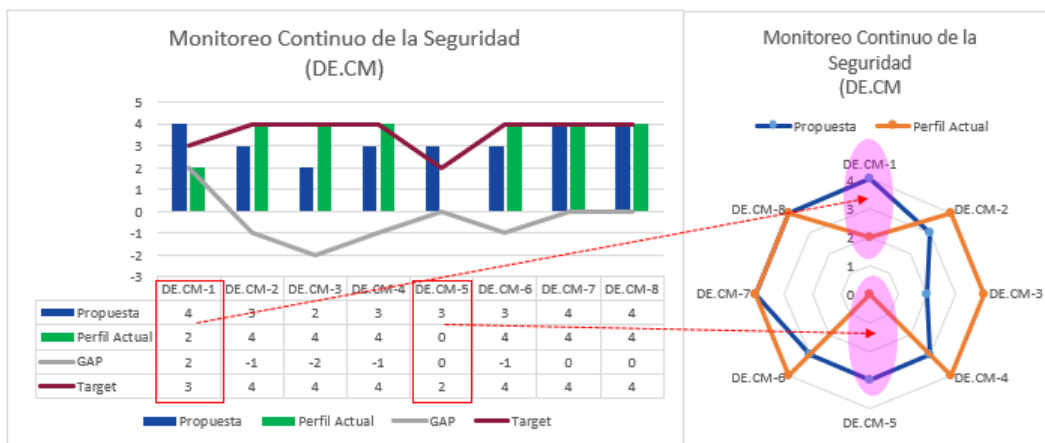 Monitoreo Continuo de la Seguridad
(DE.CM)
5
4
3
2
1
0
-1
-2
-3
DE.CM-1 DE.CM-2 DE.CM-3 DE.CM-4 DE.CM-5 DE.CM-6 DE.CM-7 DE.CM-8
Propuesta 4 3 2 3 3 3 4 4
Perfil Actual 2 4 4 4 0 4 4 4
GAP 2 -1 -2 -1 0 -1 0 0
Target 3 4 4 4 2 4 4 4
Propuesta Perfil Actual GAP Target
Monitoreo Continuo de la
Seguridad
(DE.CM
Propuesta Perfil Actual
DE.CM-1
4
DE.CM-8 DE.CM-2
3
2
1
DE.CM-7 0 DE.CM-3
DE.CM-6 DE.CM-4
DE.CM-5